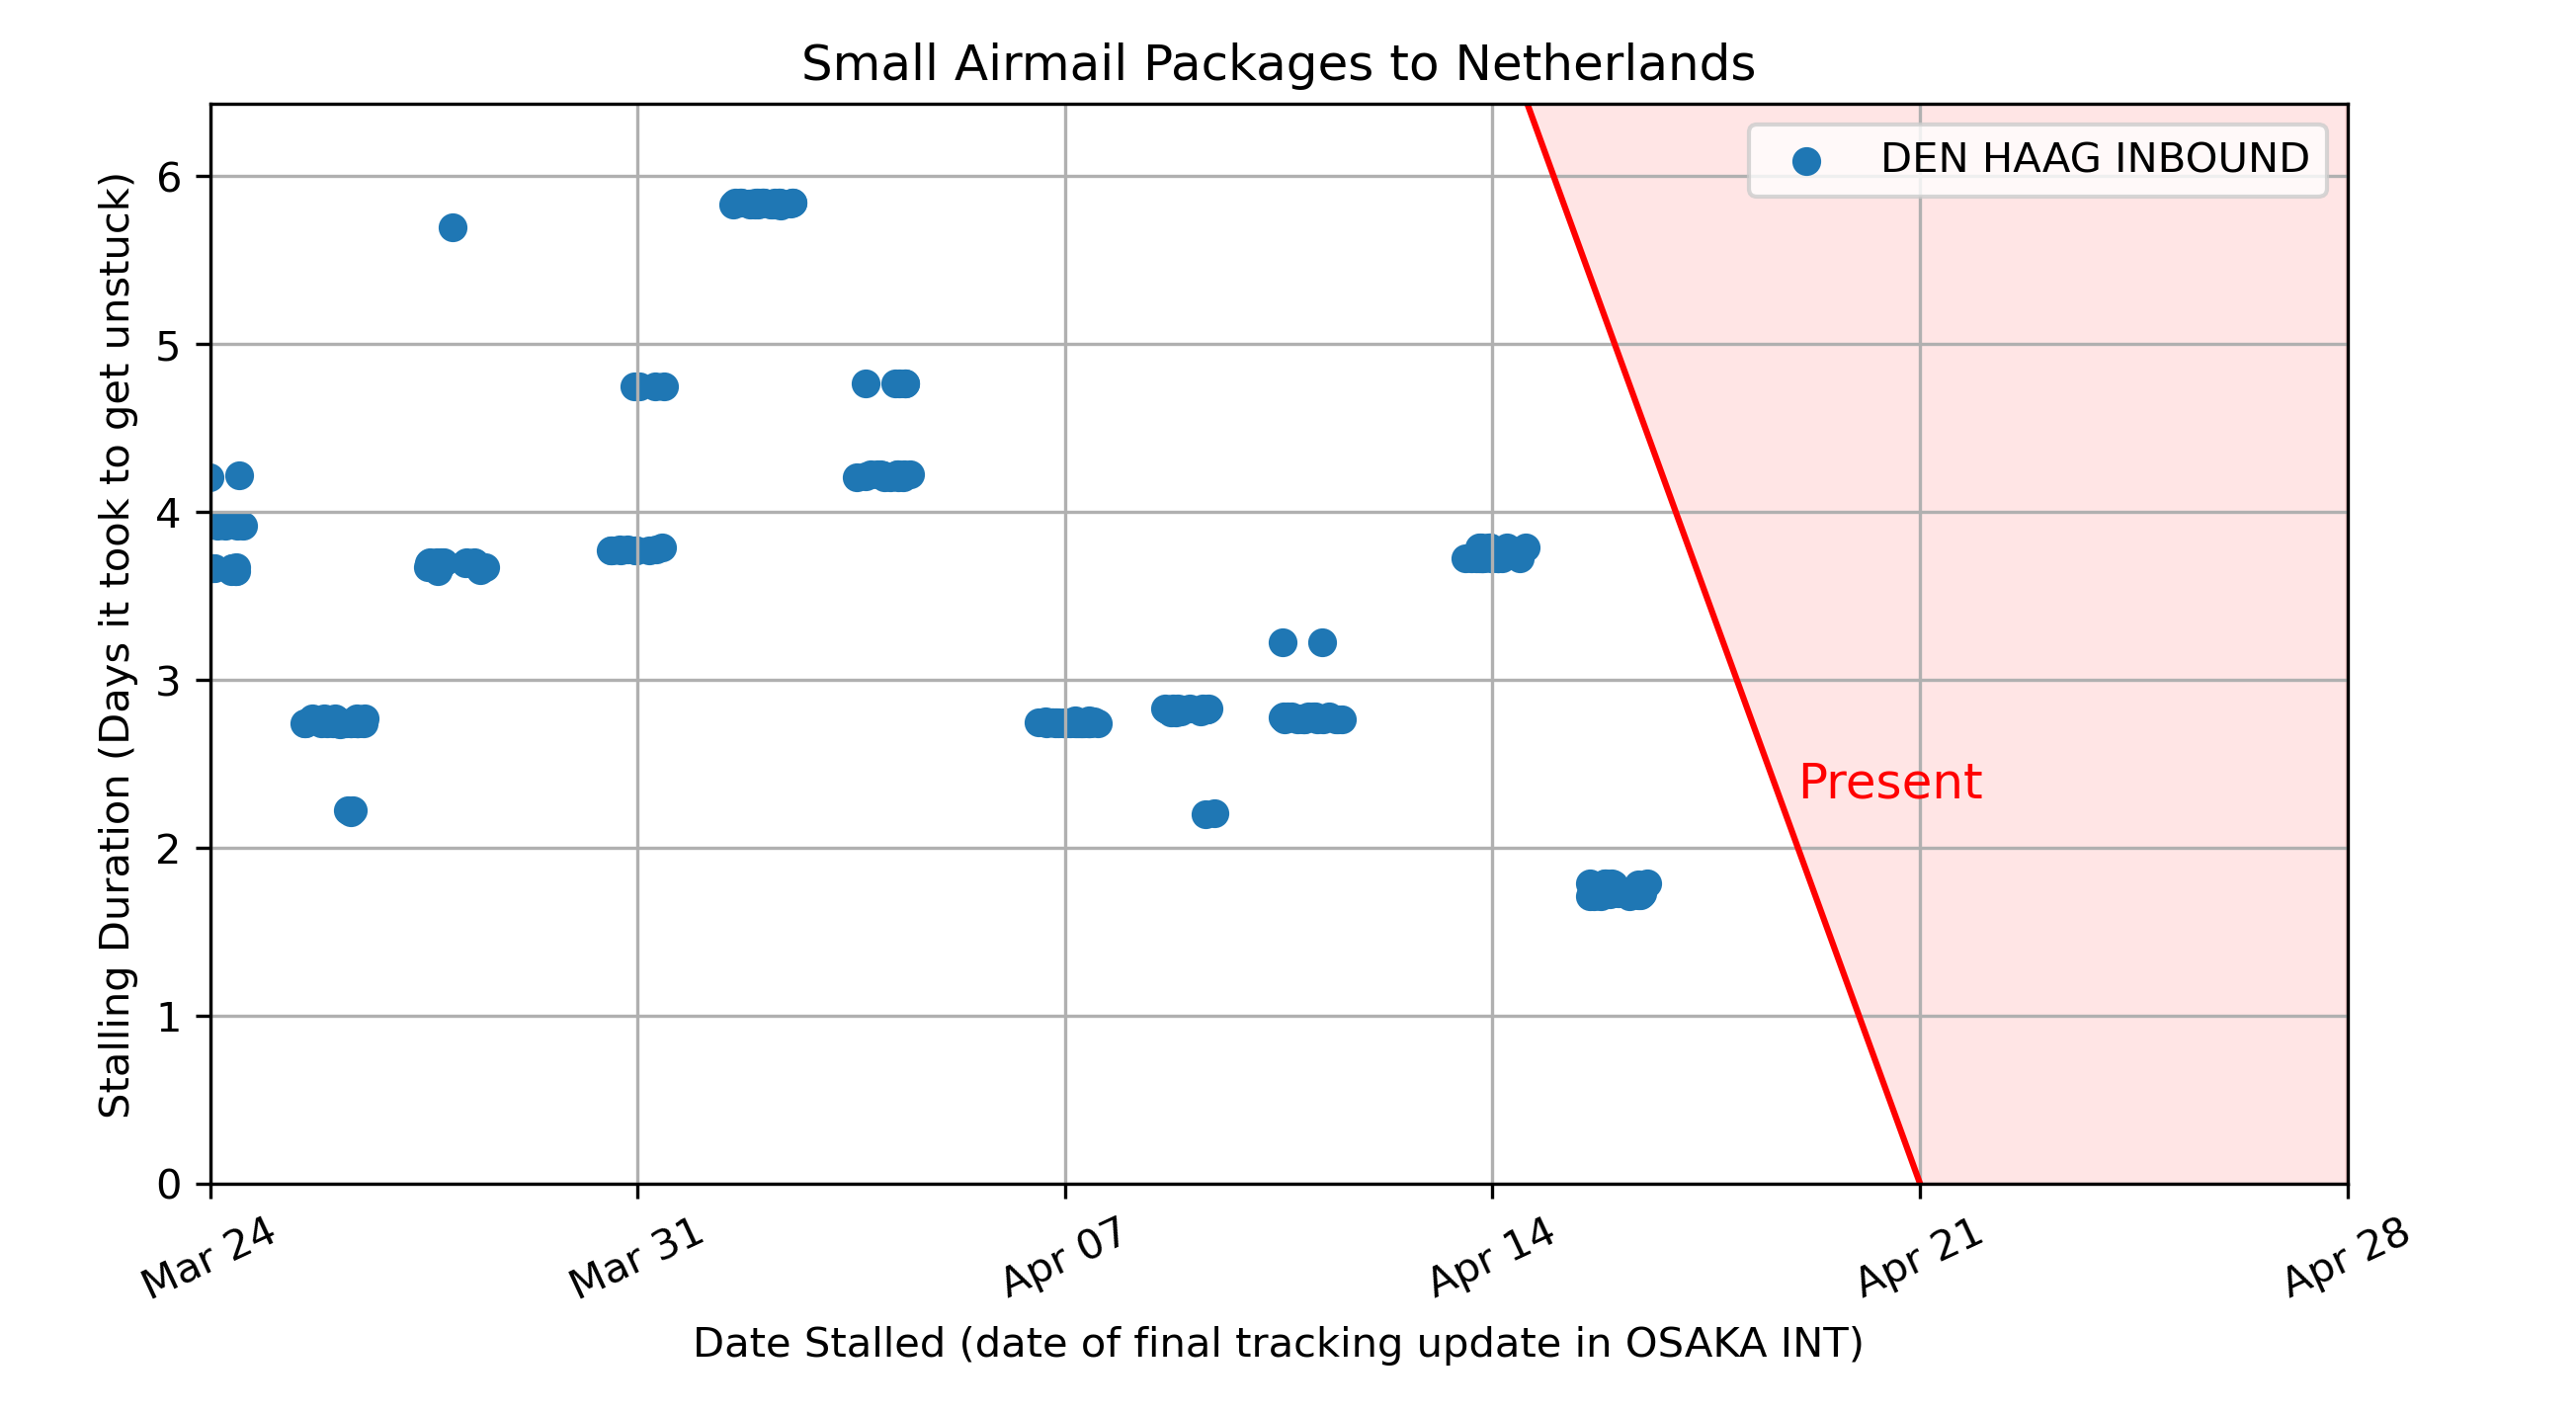 Small Airmail Packages to Netherlands
DEN HAAG INBOUND
Stalling Duration (Days it took to get unstuck)
6
5
4
3
2
1
0
Present
Mar 24
Mar 31
Apr 07
Apr 14
Apr 21
Apr 28
Date Stalled (date of final tracking update in OSAKA INT)